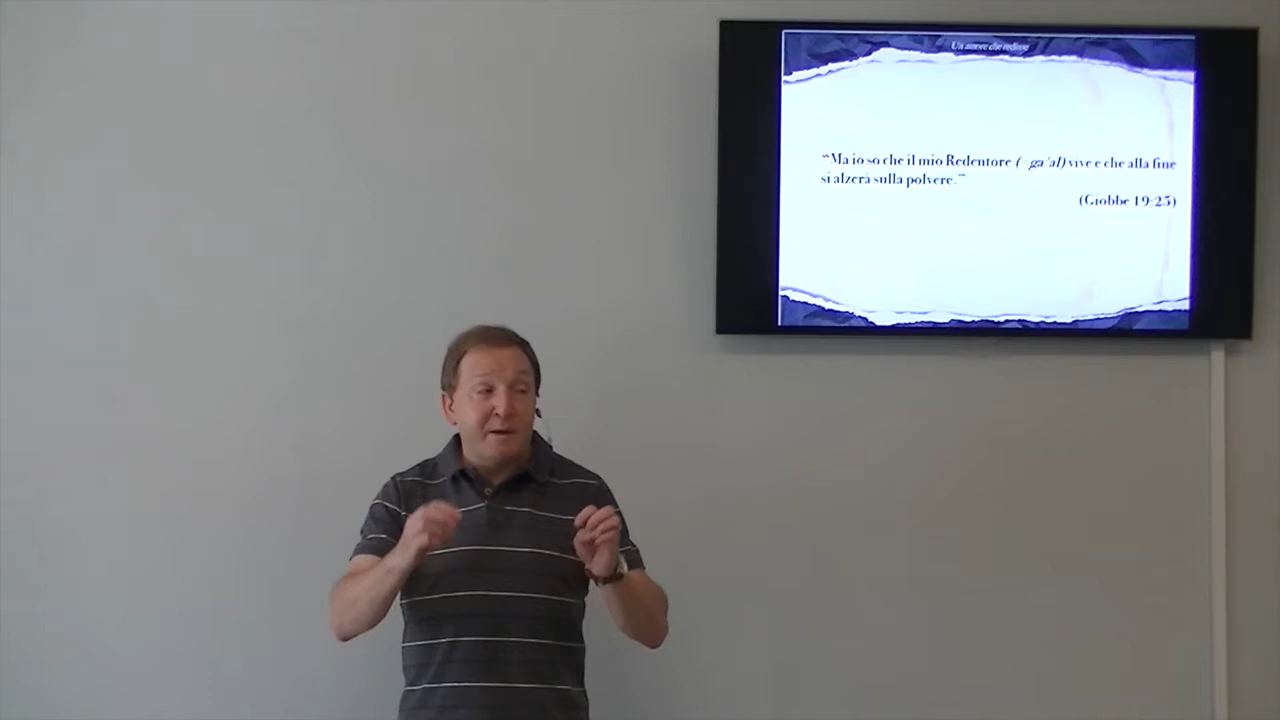 Un amore che redime
“Ma io so che il mio Redentore (=ga'al) vive e che alla fine
si alzerà sulla polvere.”
(Giobbe 19:25)